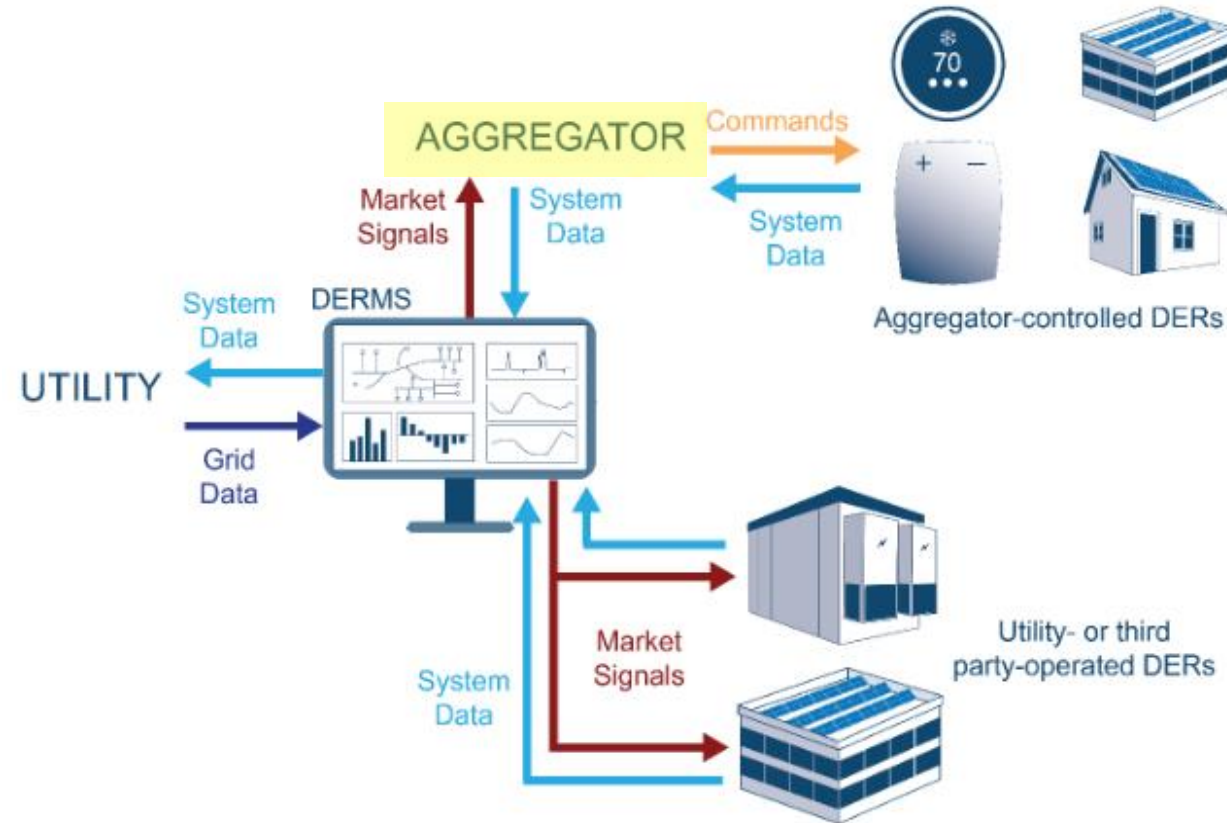 70
AGGREGATOR
Commands
Market
Signals
System
Data
+ −
System
Data
Aggregator-controlled DERs
DERMS
System
Data
UTILITY
Grid
Data
Market
Signals
System
Data
Utility- or third
party-operated DERs